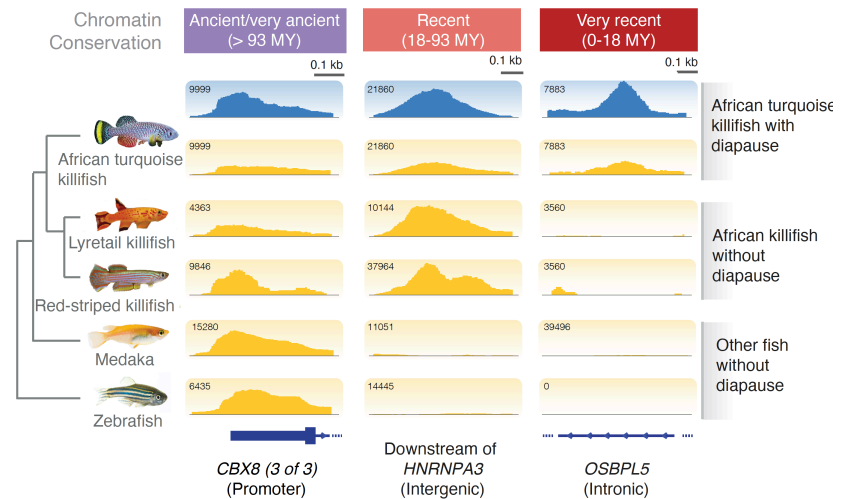 Chromatin
Conservation
Ancient/very ancient
(> 93 MY)
Recent
(18-93 MY)
Very recent
(0-18 MY)
0.1 kb
0.1 kb
0.1 kb
9999
21860
7883
African turquoise
killifish with
diapause
African turquoise
killifish
9999
21860
7883
Lyretail killifish
4363
10144
3560
African killifish
without
diapause
Red-striped killifish
9846
37964
3560
Medaka
15280
11051
39496
Other fish
without
diapause
Zebrafish
6435
14445
0
CBX8 (3 of 3)
(Promoter)
Downstream of
HNRNPA3
(Intergenic)
OSBPL5
(Intronic)